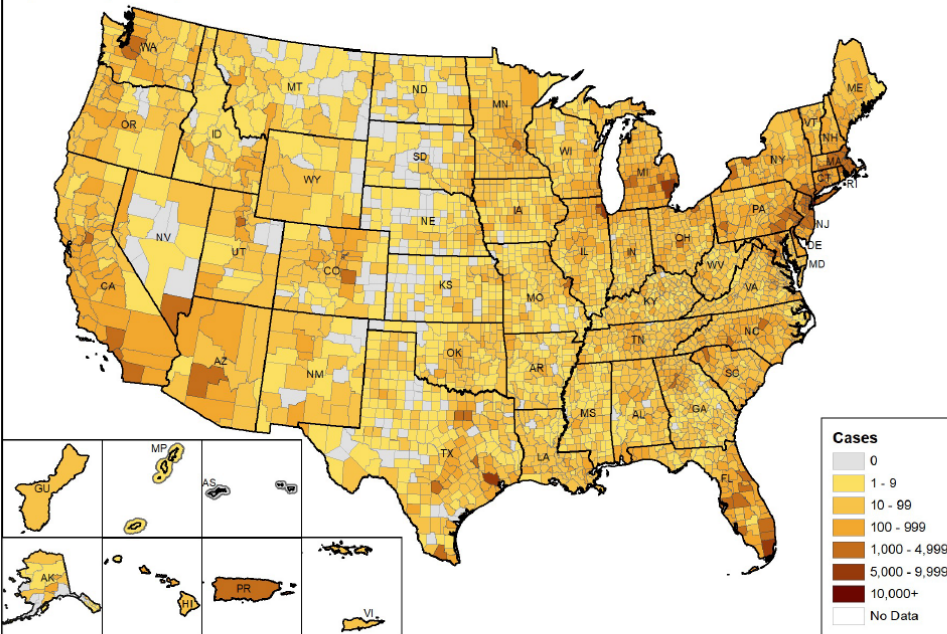 WA
MT
ND
MN
ME
OR
ID
SD
WI
VT
NH
WY
MI
NY
MA
CT
RI
NE
IA
PA
NV
UT
CO
IL
IN
OH
NJ
DE
MD
CA
KS
MO
WV
VA
KY
AZ
NM
OK
AR
TN
NC
SC
MS
AL
GA
TX
LA
FL
GU
MP
AS
AK
HI
PR
VI
Cases
0
1 - 9
10 - 99
100 - 999
1,000 - 4,999
5,000 - 9,999
10,000+
No Data